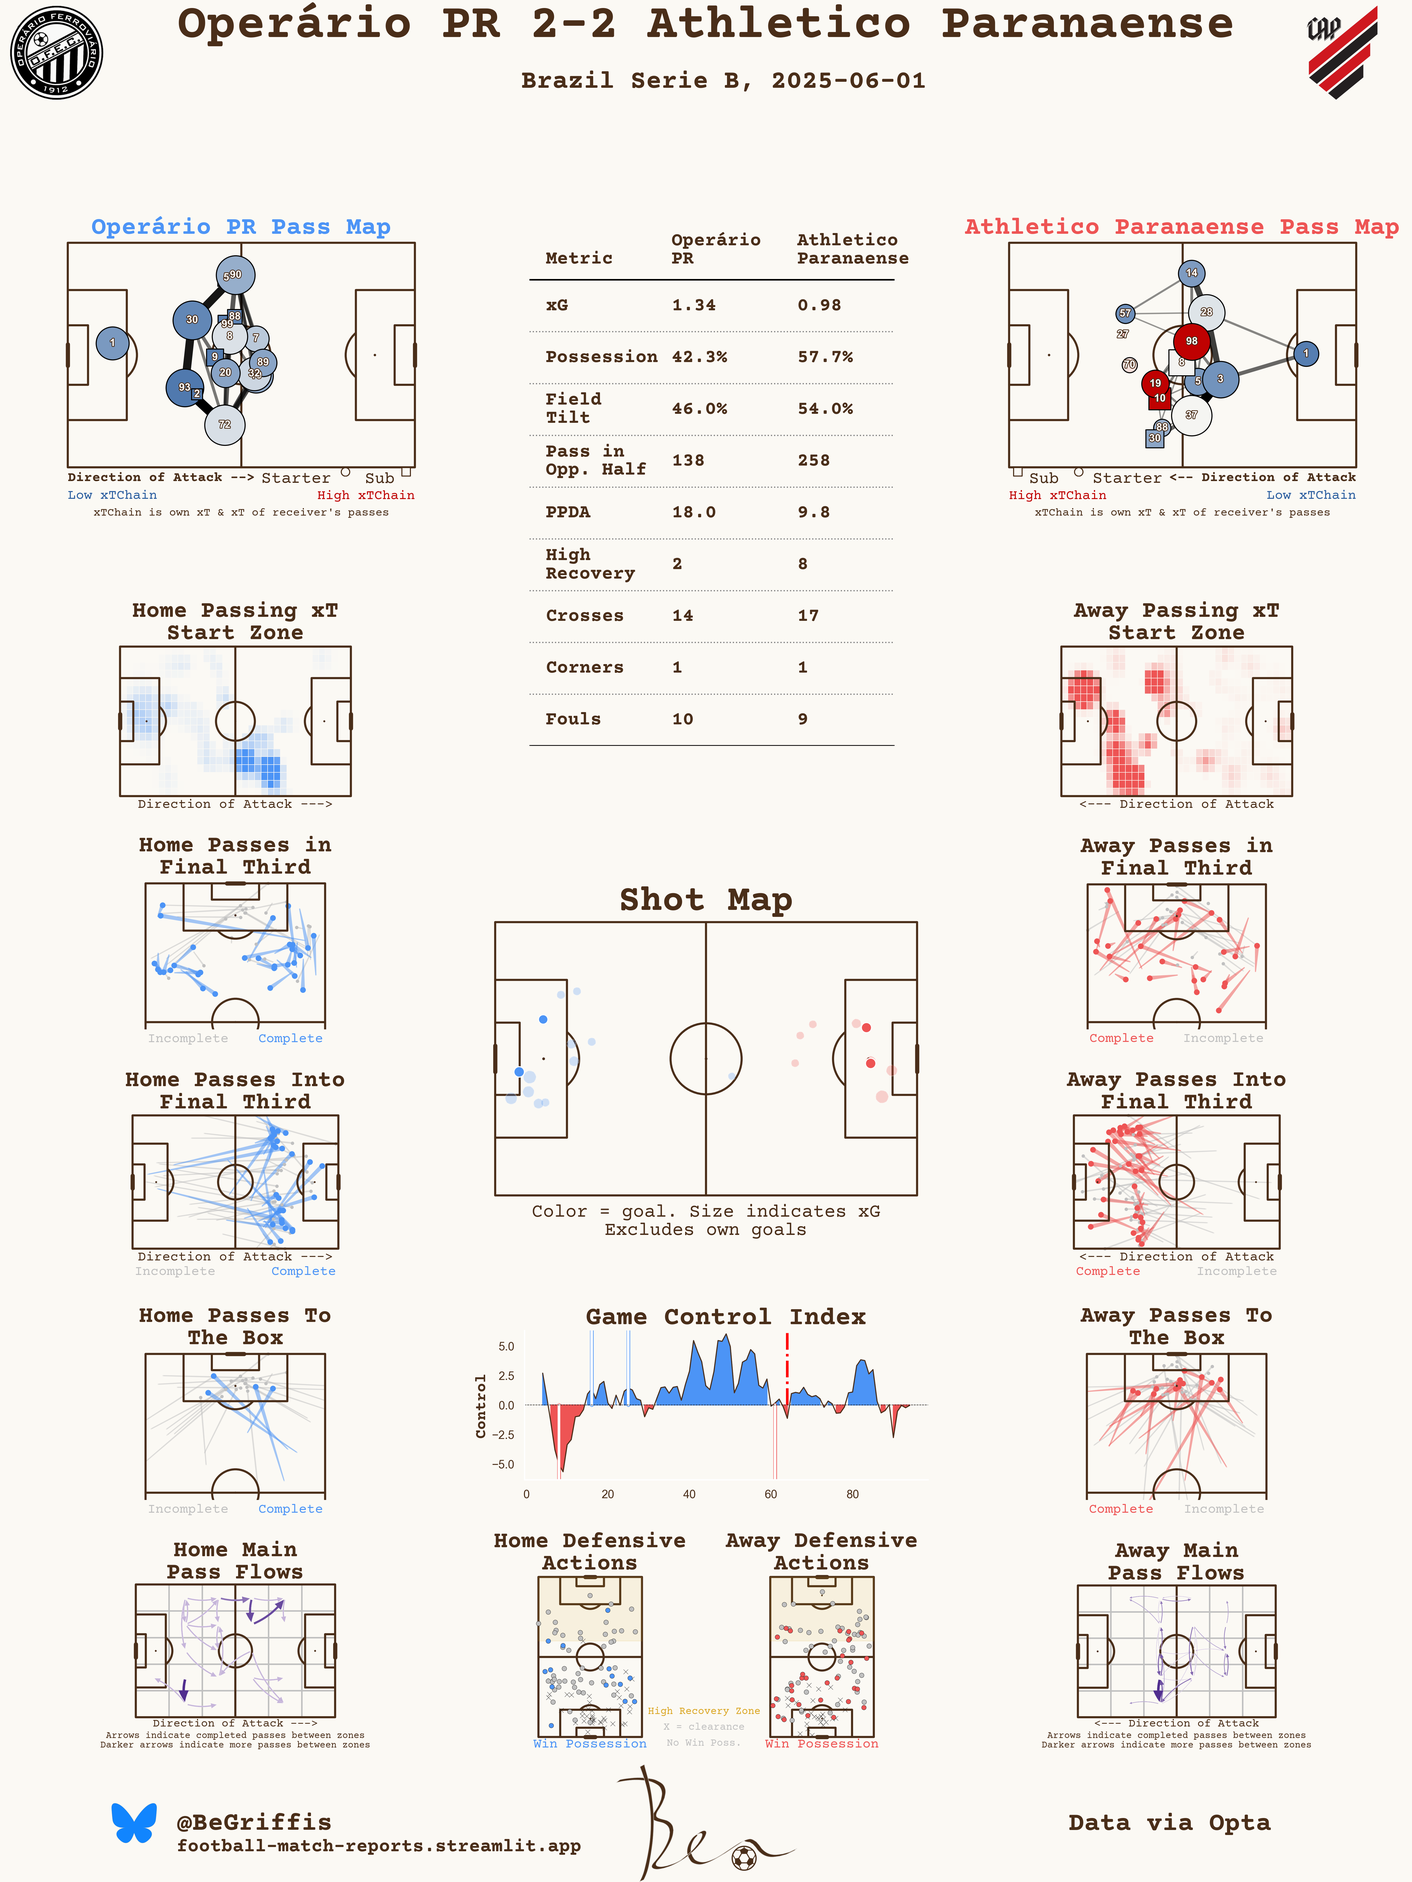 Operário PR 2-2 Athletico Paranaense
Brazil Serie B, 2025-06-01
OPERÁRIO FERROVIÁRIO
O.F.E.C.
1912
CAP
Operário PR Pass Map
5 90
30
88
99
8
7
1
9
89
20
32
93
2
72
Direction of Attack --> Starter Sub
Low xTChain High xTChain
xTChain is own xT & xT of receiver's passes
Metric Operário PR Athletico Paranaense
xG 1.34 0.98
Possession 42.3% 57.7%
Field Tilt 46.0% 54.0%
Pass in Opp. Half 138 258
PPDA 18.0 9.8
High Recovery 2 8
Crosses 14 17
Corners 1 1
Fouls 10 9
Athletico Paranaense Pass Map
14
57
28
27
98
1
8
70
19
5
3
10
37
88
30
Sub Starter <-- Direction of Attack
High xTChain Low xTChain
xTChain is own xT & xT of receiver's passes
Home Passing xT
Start Zone
Direction of Attack --->
Away Passing xT
Start Zone
<--- Direction of Attack
Home Passes in
Final Third
Incomplete Complete
Away Passes in
Final Third
Complete Incomplete
Shot Map
Color = goal. Size indicates xG
Excludes own goals
Home Passes Into
Final Third
Direction of Attack --->
Incomplete Complete
Away Passes Into
Final Third
<--- Direction of Attack
Complete Incomplete
Home Passes To
The Box
Incomplete Complete
Game Control Index
Control
5.0
2.5
0.0
−2.5
−5.0
0 20 40 60 80
Away Passes To
The Box
Complete Incomplete
Home Main
Pass Flows
Direction of Attack --->
Arrows indicate completed passes between zones
Darker arrows indicate more passes between zones
Home Defensive
Actions
Win Possession
Away Defensive
Actions
Win Possession
High Recovery Zone
X = clearance
No Win Poss.
Away Main
Pass Flows
<--- Direction of Attack
Arrows indicate completed passes between zones
Darker arrows indicate more passes between zones
@BeGriffis
football-match-reports.streamlit.app
Ben
Data via Opta